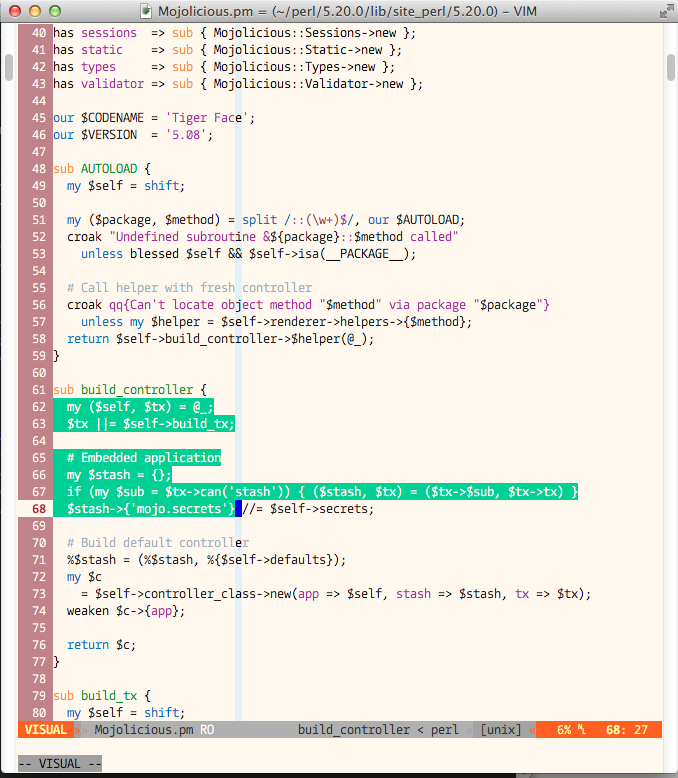 Mojolicious.pm = (~/perl/5.20.0/lib/site_perl/5.20.0) – VIM
40 has sessions  => sub { Mojolicious::Sessions->new };
41 has static    => sub { Mojolicious::Static->new };
42 has types     => sub { Mojolicious::Types->new };
43 has validator => sub { Mojolicious::Validator->new };
44
45 our $CODENAME = 'Tiger Face';
46 our $VERSION  = '5.08';
47
48 sub AUTOLOAD {
49   my $self = shift;
50
51   my ($package, $method) = split /::(\w+)$/, our $AUTOLOAD;
52   croak "Undefined subroutine &${package}::$method called"
53     unless blessed $self && $self->isa(__PACKAGE__);
54
55   # Call helper with fresh controller
56   croak qq{Can't locate object method "$method" via package "$package"}
57     unless my $helper = $self->renderer->helpers->{$method};
58   return $self->build_controller->$helper(@_);
59 }
60
61 sub build_controller {
62   my ($self, $tx) = @_;
63   $tx ||= $self->build_tx;
64
65   # Embedded application
66   my $stash = {};
67   if (my $sub = $tx->can('stash')) { ($stash, $tx) = ($tx->$sub, $tx->tx) }
68   $stash->{'mojo.secrets'} //= $self->secrets;
69
70   # Build default controller
71   %$stash = (%$stash, %{$self->defaults});
72   my $c
73     = $self->controller_class->new(app => $self, stash => $stash, tx => $tx);
74   weaken $c->{app};
75
76   return $c;
77 }
78
79 sub build_tx {
80   my $self = shift;
VISUAL » Mojolicious.pm RO build_controller < perl « [unix] « 6% ␤ 68: 27
-- VISUAL --